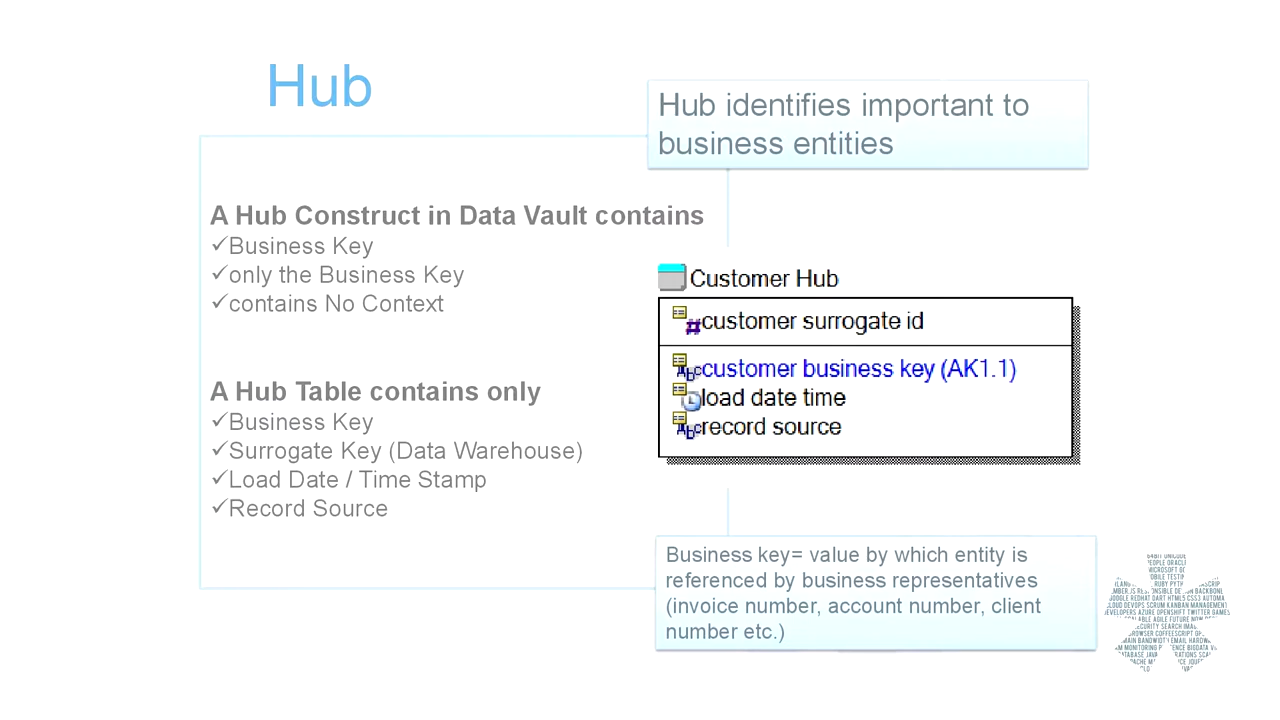 Hub
Hub identifies important to
business entities
A Hub Construct in Data Vault contains
✓Business Key
✓only the Business Key
✓contains No Context
A Hub Table contains only
✓Business Key
✓Surrogate Key (Data Warehouse)
✓Load Date / Time Stamp
✓Record Source
Customer Hub
customer surrogate id
customer business key (AK1.1)
load date time
record source
Business key= value by which entity is
referenced by business representatives
(invoice number, account number, client
number etc.)